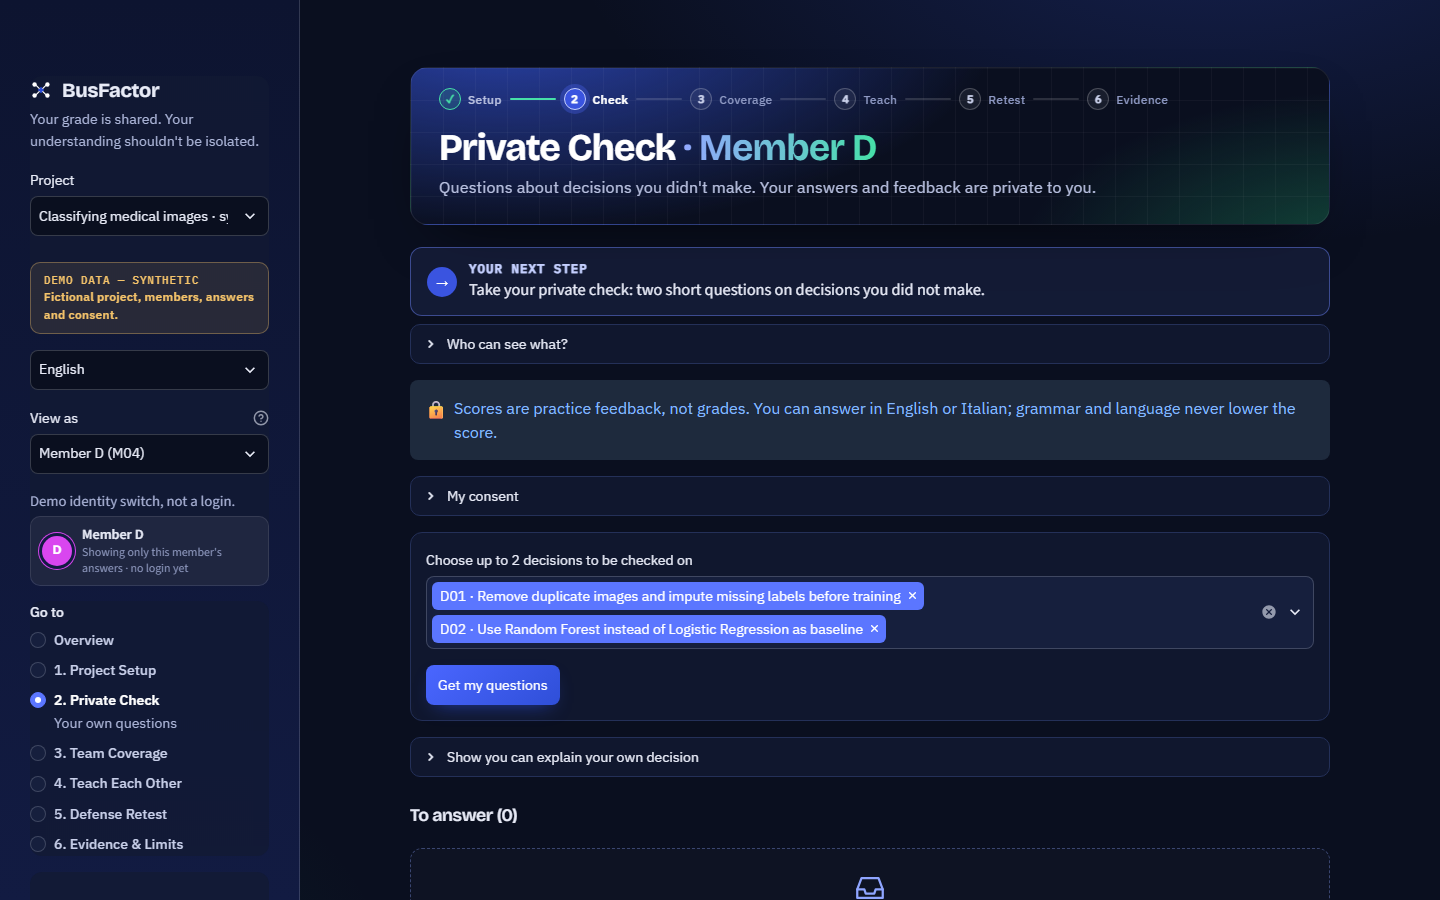 BusFactor
Your grade is shared. Your
understanding shouldn't be isolated.
Project
Classifying medical images · sy
DEMO DATA — SYNTHETIC
Fictional project, members, answers
and consent.
English
View as
Member D (M04)
Demo identity switch, not a login.
D
Member D
Showing only this member's
answers · no login yet
Go to
Overview
1. Project Setup
2. Private Check
Your own questions
3. Team Coverage
4. Teach Each Other
5. Defense Retest
6. Evidence & Limits
✓ Setup 2 Check 3 Coverage 4 Teach 5 Retest 6 Evidence
Private Check · Member D
Questions about decisions you didn't make. Your answers and feedback are private to you.
YOUR NEXT STEP
→ Take your private check: two short questions on decisions you did not make.
Who can see what?
Scores are practice feedback, not grades. You can answer in English or Italian; grammar and language never lower the
score.
My consent
Choose up to 2 decisions to be checked on
D01 · Remove duplicate images and impute missing labels before training ×
D02 · Use Random Forest instead of Logistic Regression as baseline ×
Get my questions
Show you can explain your own decision
To answer (0)